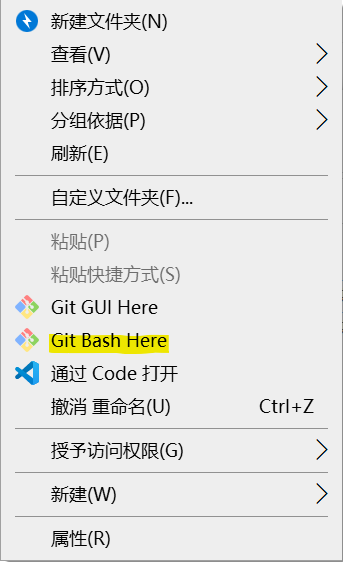 新建文件夹(N)
查看(V)
排序方式(O)
分组依据(P)
刷新(E)
自定义文件夹(F)...
粘贴(P)
粘贴快捷方式(S)
Git GUI Here
Git Bash Here
通过 Code 打开
撤消 重命名(U) Ctrl+Z
授予访问权限(G)
新建(W)
属性(R)